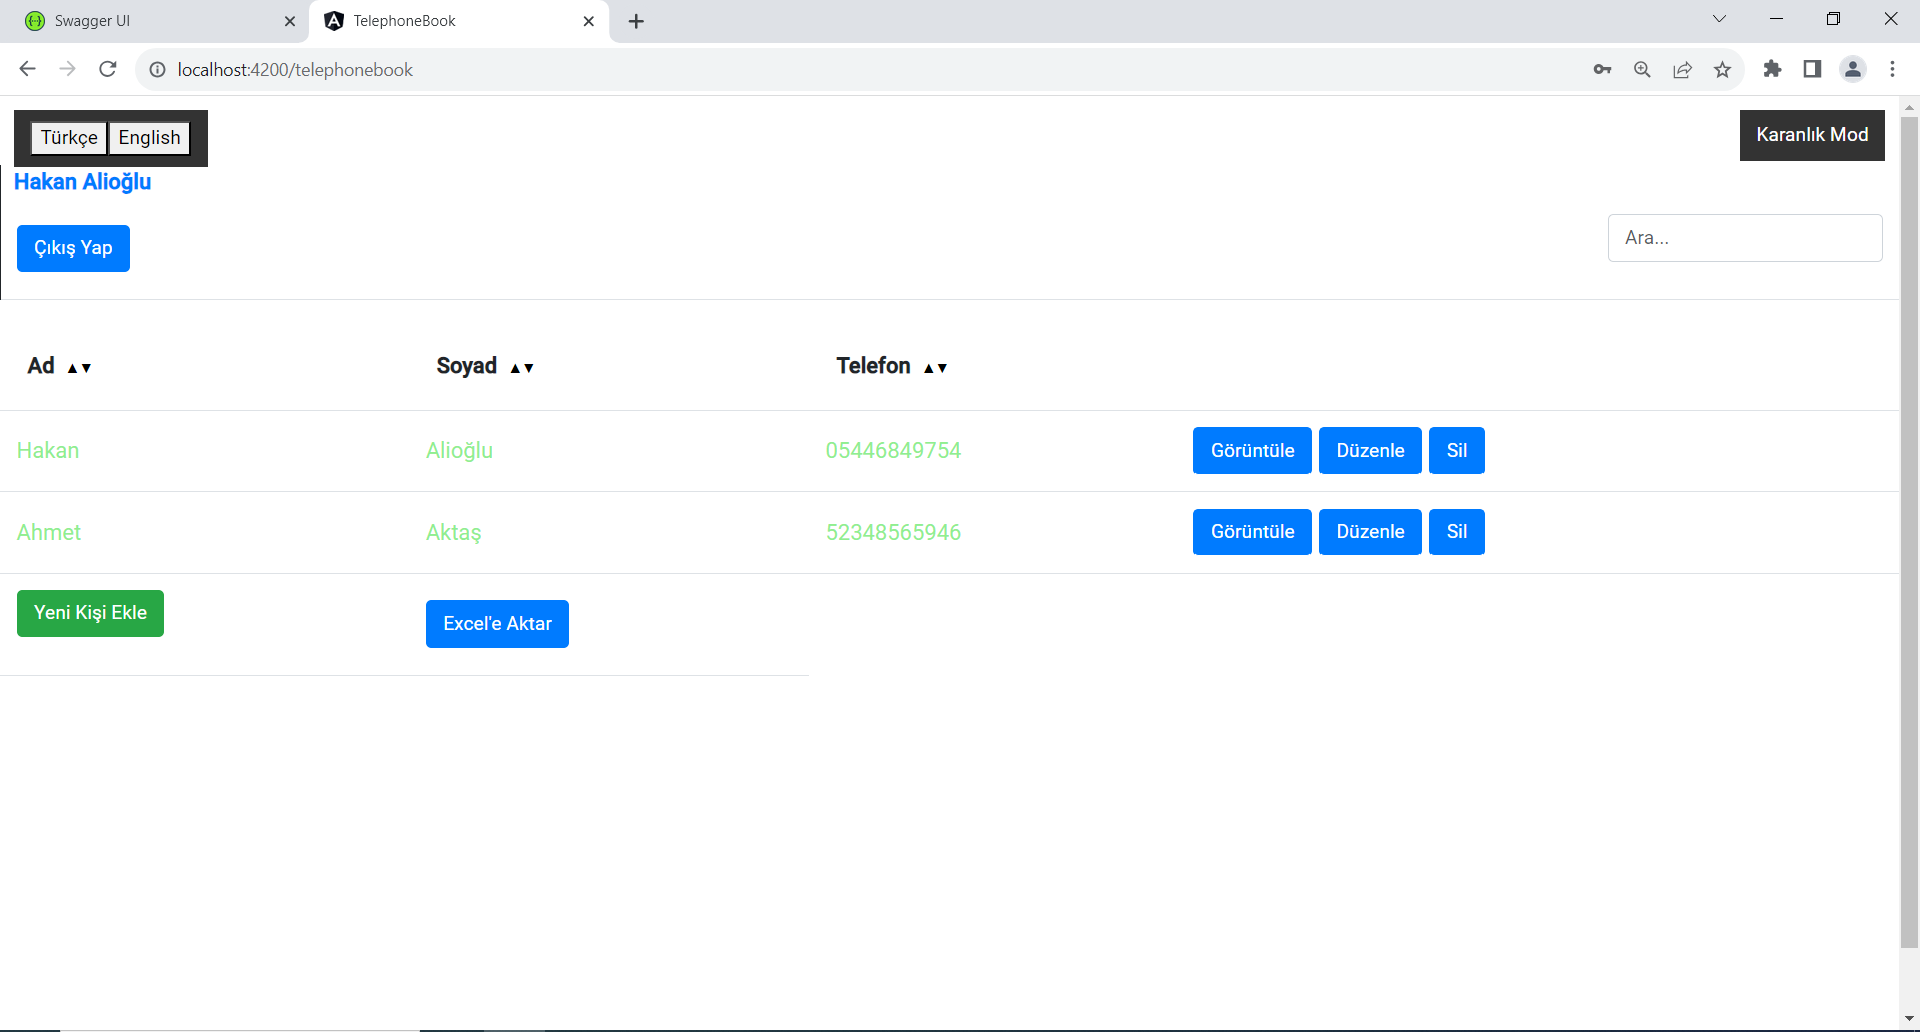 Swagger UI
TelephoneBook
localhost:4200/telephonebook
Türkçe English
Karanlık Mod
Hakan Alioğlu
Çıkış Yap
Ara...
Ad ▲▼ Soyad ▲▼ Telefon ▲▼
Hakan Alioğlu 05446849754 Görüntüle Düzenle Sil
Ahmet Aktaş 52348565946 Görüntüle Düzenle Sil
Yeni Kişi Ekle
Excel'e Aktar